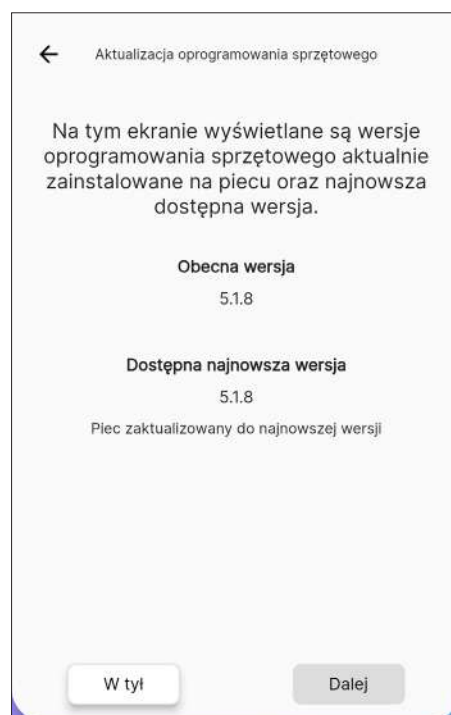 Aktualizacja oprogramowania sprzętowego
Na tym ekranie wyświetlane są wersje
oprogramowania sprzętowego aktualnie
zainstalowane na piecu oraz najnowsza
dostępna wersja.
Obecna wersja
5.1.8
Dostępna najnowsza wersja
5.1.8
Piec zaktualizowany do najnowszej wersji
W tył
Dalej